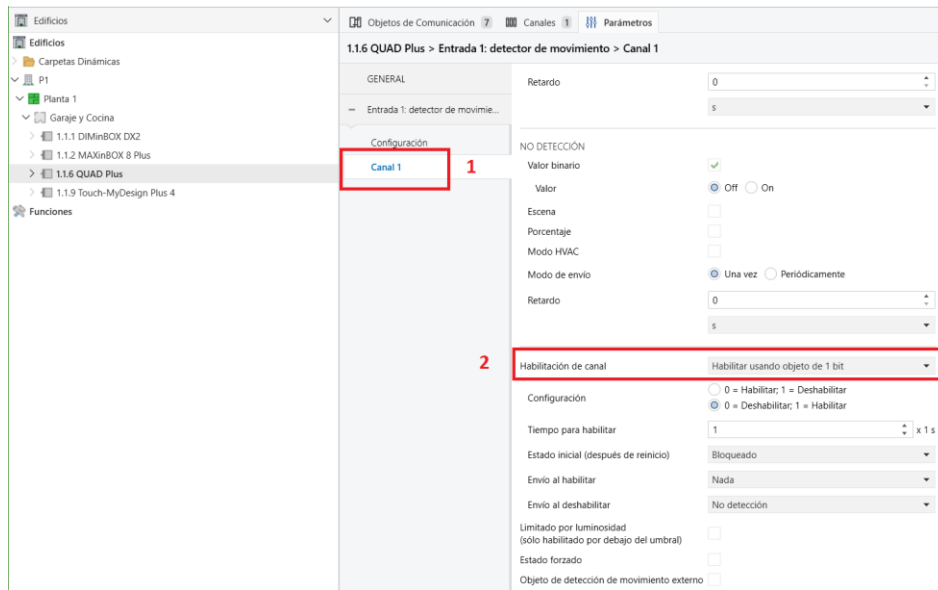 Edificios
Edificios
Carpetas Dinámicas
P1
Planta 1
Garaje y Cocina
1.1.1 DIMinBOX DX2
1.1.2 MAXinBOX 8 Plus
1.1.6 QUAD Plus
1.1.9 Touch-MyDesign Plus 4
Funciones
Objetos de Comunicación 7 Canales 1 Parámetros
1.1.6 QUAD Plus > Entrada 1: detector de movimiento > Canal 1
GENERAL
Entrada 1: detector de movimie...
Configuración
Canal 1
1
Retardo 0
s
NO DETECCIÓN
Valor binario
Valor Off On
Escena
Porcentaje
Modo HVAC
Modo de envío Una vez Periódicamente
Retardo 0
s
2
Habilitación de canal Habilitar usando objeto de 1 bit
Configuración 0 = Habilitar; 1 = Deshabilitar
0 = Deshabilitar; 1 = Habilitar
Tiempo para habilitar 1 x 1 s
Estado inicial (después de reinicio) Bloqueado
Envío al habilitar Nada
Envío al deshabilitar No detección
Limitado por luminosidad
(sólo habilitado por debajo del umbral)
Estado forzado
Objeto de detección de movimiento externo